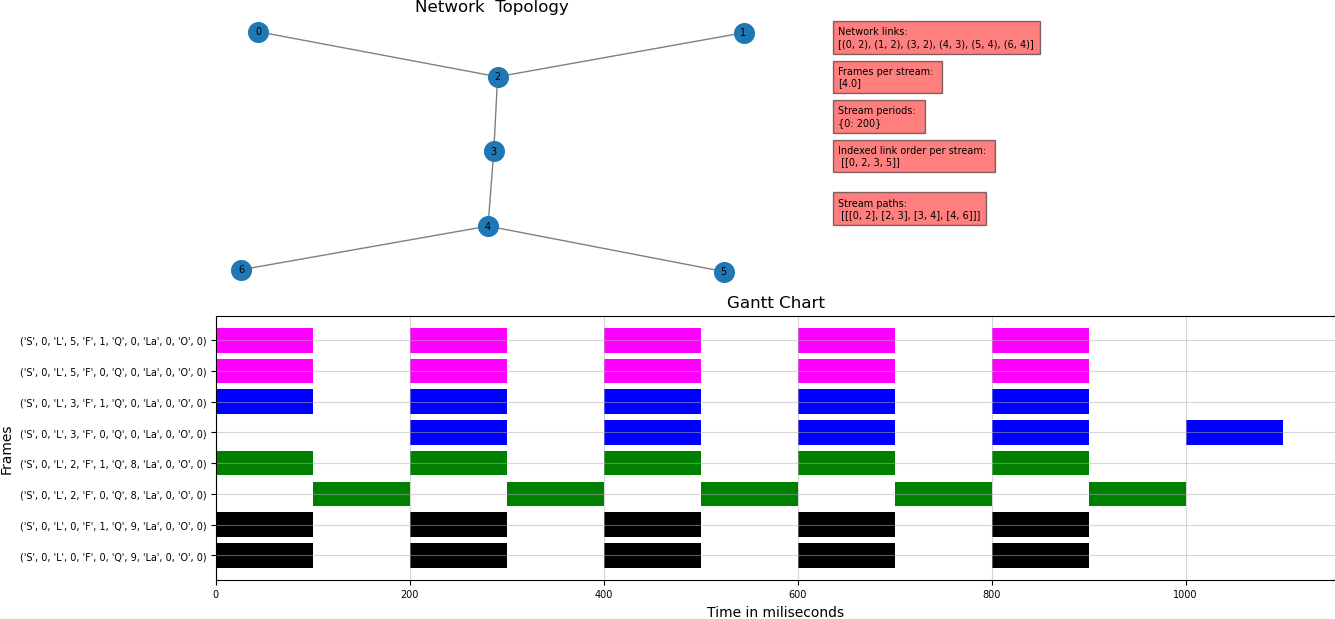 Network  Topology
0
1
2
3
4
6
5
Network links:
[(0, 2), (1, 2), (3, 2), (4, 3), (5, 4), (6, 4)]
Frames per stream:
[4.0]
Stream periods:
{0: 200}
Indexed link order per stream:
[[0, 2, 3, 5]]
Stream paths:
[[[0, 2], [2, 3], [3, 4], [4, 6]]]
Gantt Chart
Frames
('S', 0, 'L', 5, 'F', 1, 'Q', 0, 'La', 0, 'O', 0)
('S', 0, 'L', 5, 'F', 0, 'Q', 0, 'La', 0, 'O', 0)
('S', 0, 'L', 3, 'F', 1, 'Q', 0, 'La', 0, 'O', 0)
('S', 0, 'L', 3, 'F', 0, 'Q', 0, 'La', 0, 'O', 0)
('S', 0, 'L', 2, 'F', 1, 'Q', 8, 'La', 0, 'O', 0)
('S', 0, 'L', 2, 'F', 0, 'Q', 8, 'La', 0, 'O', 0)
('S', 0, 'L', 0, 'F', 1, 'Q', 9, 'La', 0, 'O', 0)
('S', 0, 'L', 0, 'F', 0, 'Q', 9, 'La', 0, 'O', 0)
0 200 400 600 800 1000
Time in miliseconds